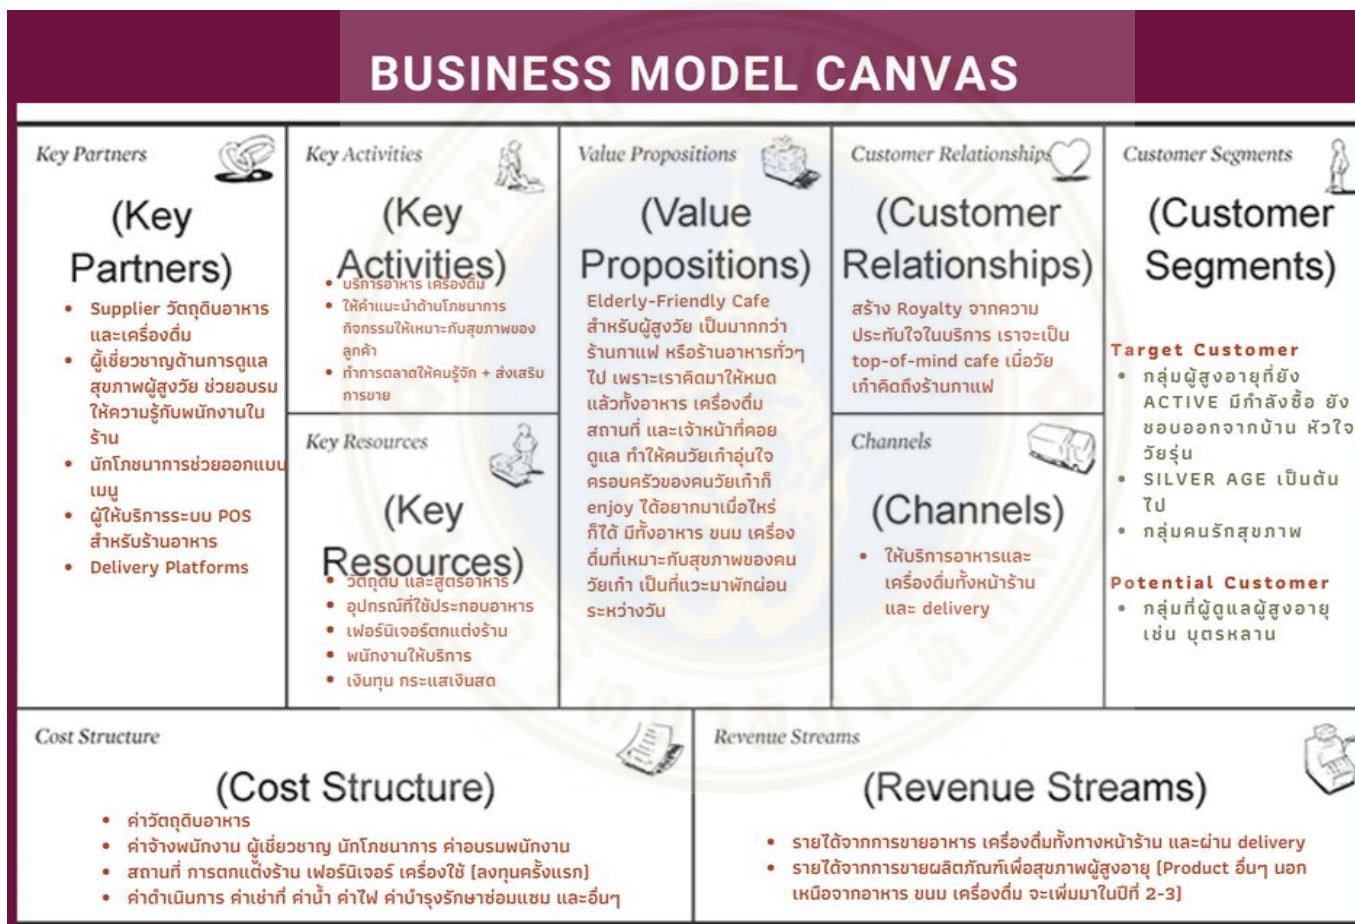 BUSINESS MODEL CANVAS
Key Partners
(Key
Partners)
• Supplier วัตถุดิบอาหาร
และเครื่องดื่ม
• ผู้เชี่ยวชาญด้านการดูแล
สุขภาพผู้สูงวัย ช่วยอบรม
ให้ความรู้กับพนักงานใน
ร้าน
• นักโภชนาการช่วยออกแบบ
เมนู
• ผู้ให้บริการระบบ POS
สำหรับร้านอาหาร
• Delivery Platforms
Key Activities
(Key
Activities)
• บริการอาหาร เครื่องดื่ม
• ให้คำแนะนำด้านโภชนาการ
กิจกรรมให้เหมาะกับสุขภาพของ
ลูกค้า
• ทำการตลาดให้คนรู้จัก + ส่งเสริม
การขาย
Key Resources
(Key
Resources)
• วัตถุดิบ และสูตรอาหาร
• อุปกรณ์ที่ใช้ประกอบอาหาร
• เฟอร์นิเจอร์ตกแต่งร้าน
• พนักงานให้บริการ
• เงินทุน กระแสเงินสด
Value Propositions
(Value
Propositions)
Elderly-Friendly Cafe
สำหรับผู้สูงวัย เป็นมากกว่า
ร้านกาแฟ หรือร้านอาหารทั่วๆ
ไป เพราะเราคิดมาให้หมด
แล้วทั้งอาหาร เครื่องดื่ม
สถานที่ และเจ้าหน้าที่คอย
ดูแล ทำให้คนวัยเก๋าอุ่นใจ
ครอบครัวของคนวัยเก๋าก็
enjoy ได้อยากมาเมื่อไหร่
ก็ได้ มีทั้งอาหาร ขนม เครื่อง
ดื่มที่เหมาะกับสุขภาพของคน
วัยเก๋า เป็นที่แวะมาพักผ่อน
ระหว่างวัน
Customer Relationships
(Customer
Relationships)
สร้าง Royalty จากความ
ประทับใจในบริการ เราจะเป็น
top-of-mind cafe เมื่อวัย
เก๋าคิดถึงร้านกาแฟ
Channels
(Channels)
• ให้บริการอาหารและ
เครื่องดื่มทั้งหน้าร้าน
และ delivery
Customer Segments
(Customer
Segments)
Target Customer
• กลุ่มผู้สูงอายุที่ยัง
ACTIVE มีกำลังซื้อ ยัง
ชอบออกจากบ้าน หัวใจ
วัยรุ่น
• SILVER AGE เป็นต้น
ไป
• กลุ่มคนรักสุขภาพ
Potential Customer
• กลุ่มที่ผู้ดูแลผู้สูงอายุ
เช่น บุตรหลาน
Cost Structure
(Cost Structure)
• ค่าวัตถุดิบอาหาร
• ค่าจ้างพนักงาน ผู้เชี่ยวชาญ นักโภชนาการ ค่าอบรมพนักงาน
• สถานที่ การตกแต่งร้าน เฟอร์นิเจอร์ เครื่องใช้ (ลงทุนครั้งแรก)
• ค่าดำเนินการ ค่าเช่าที่ ค่าน้ำ ค่าไฟ ค่าบำรุงรักษาซ่อมแซม และอื่นๆ
Revenue Streams
(Revenue Streams)
• รายได้จากการขายอาหาร เครื่องดื่มทั้งทางหน้าร้าน และผ่าน delivery
• รายได้จากการขายผลิตภัณฑ์เพื่อสุขภาพผู้สูงอายุ (Product อื่นๆ นอก
เหนือจากอาหาร ขนม เครื่องดื่ม จะเพิ่มมาในปีที่ 2-3)